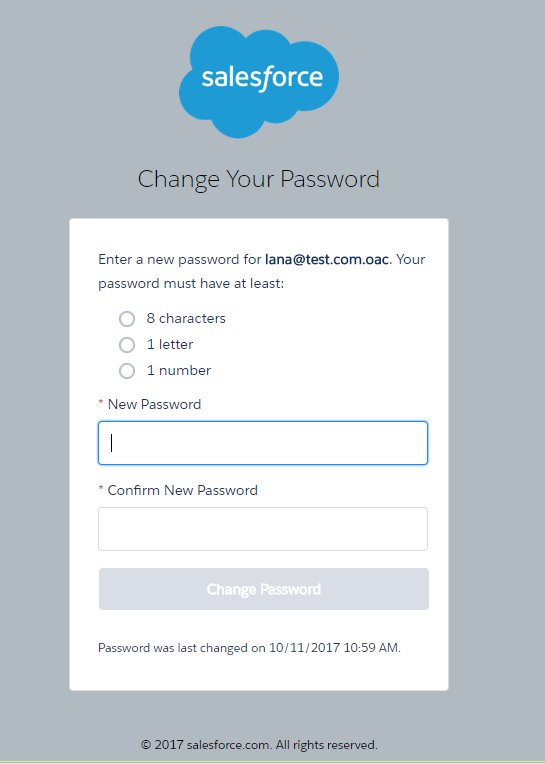 salesforce
Change Your Password
Enter a new password for lana@test.com.oac. Your
password must have at least:
8 characters
1 letter
1 number
* New Password
* Confirm New Password
Change Password
Password was last changed on 10/11/2017 10:59 AM.
© 2017 salesforce.com. All rights reserved.